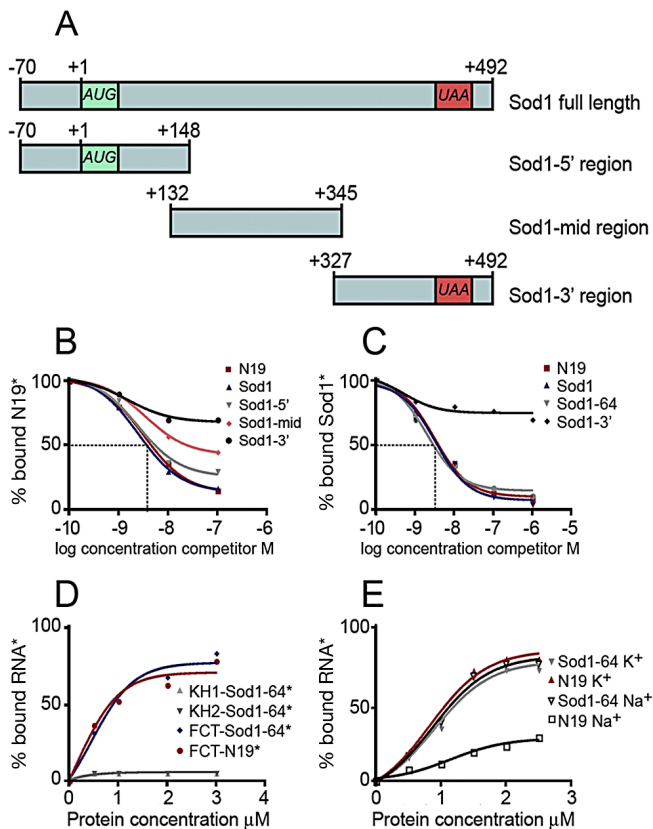 A
-70 +1 +492
AUG UAA Sod1 full length
-70 +1 +148
AUG Sod1-5' region
+132 +345
Sod1-mid region
+327 +492
UAA Sod1-3' region
B
% bound N19*
100
50
0
-10 -9 -8 -7 -6
log concentration competitor M
N19
Sod1
Sod1-5'
Sod1-mid
Sod1-3'
C
% bound Sod1*
100
50
0
-10 -9 -8 -7 -6 -5
log concentration competitor M
N19
Sod1
Sod1-64
Sod1-3'
D
% bound RNA*
100
50
0
0 1 2 3 4
Protein concentration µM
KH1-Sod1-64*
KH2-Sod1-64*
FCT-Sod1-64*
FCT-N19*
E
% bound RNA*
100
50
0
0 1 2 3
Protein concentration µM
Sod1-64 K+
N19 K+
Sod1-64 Na+
N19 Na+